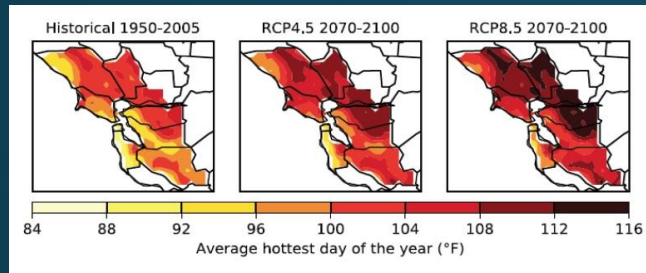 Historical 1950-2005
RCP4.5 2070-2100
RCP8.5 2070-2100
84 88 92 96 100 104 108 112 116
Average hottest day of the year (°F)